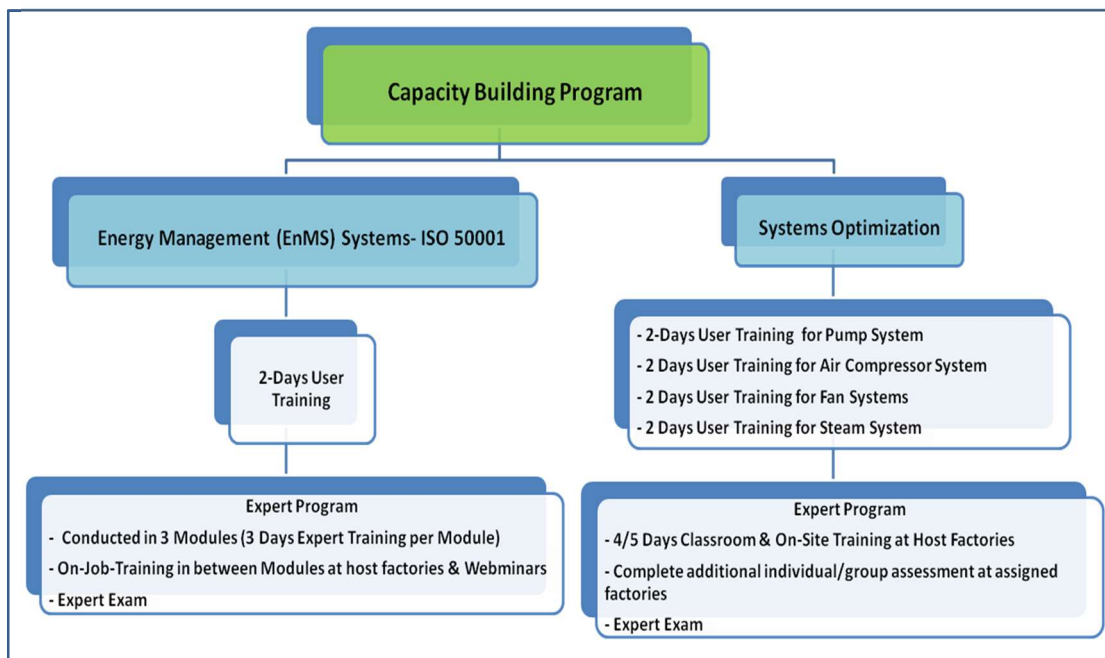 Capacity Building Program
Energy Management (EnMS) Systems- ISO 50001
Systems Optimization
2-Days User
Training
- 2-Days User Training for Pump System
- 2 Days User Training for Air Compressor System
- 2 Days User Training for Fan Systems
- 2 Days User Training for Steam System
Expert Program
- Conducted in 3 Modules (3 Days Expert Training per Module)
- On-Job-Training in between Modules at host factories & Webminars
- Expert Exam
Expert Program
- 4/5 Days Classroom & On-Site Training at Host Factories
- Complete additional individual/group assessment at assigned
factories
- Expert Exam